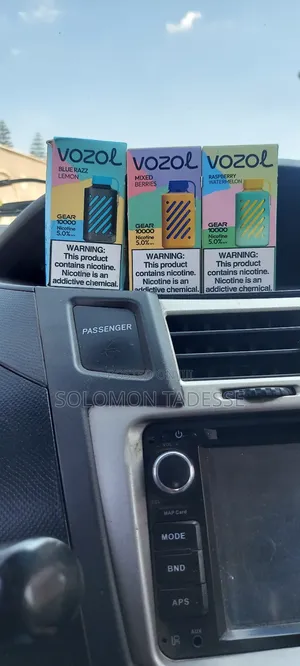 VOZOL
BLUE RAZZ
LEMON
GEAR
10000
Nicotine
5.0%
WARNING:
This product
contains nicotine.
Nicotine is an
addictive chemical.
VOZOL
MIXED
BERRIES
GEAR
10000
Nicotine
5.0%
WARNING:
This Product
contains nicotine.
Nicotine is an
addictive chemical.
VOZOL
RASPBERRY
WATERMELON
GEAR
10000
Nicotine
5.0%
WARNING:
This Product
contains nicotine.
Nicotine is an
addictive chemical.
PASSENGER
SOLOMON TADESSE
MAP Card
MODE
BND
APS
AUX